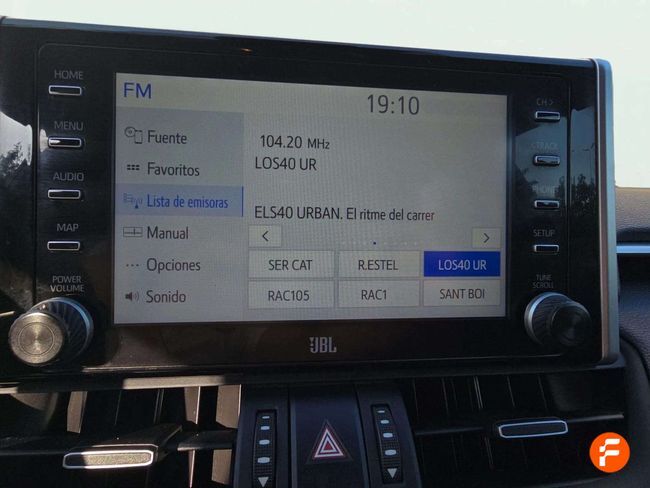 HOME
MENU
AUDIO
MAP
POWER
VOLUME
FM
19:10
Fuente
Favoritos
Lista de emisoras
Manual
Opciones
Sonido
104.20 MHz
LOS40 UR
ELS40 URBAN. El ritme del carrer
< >
SER CAT R.ESTEL LOS40 UR
RAC105 RAC1 SANT BOI
CH >
< TRACK
PHONE
SETUP
TUNE
SCROLL
JBL